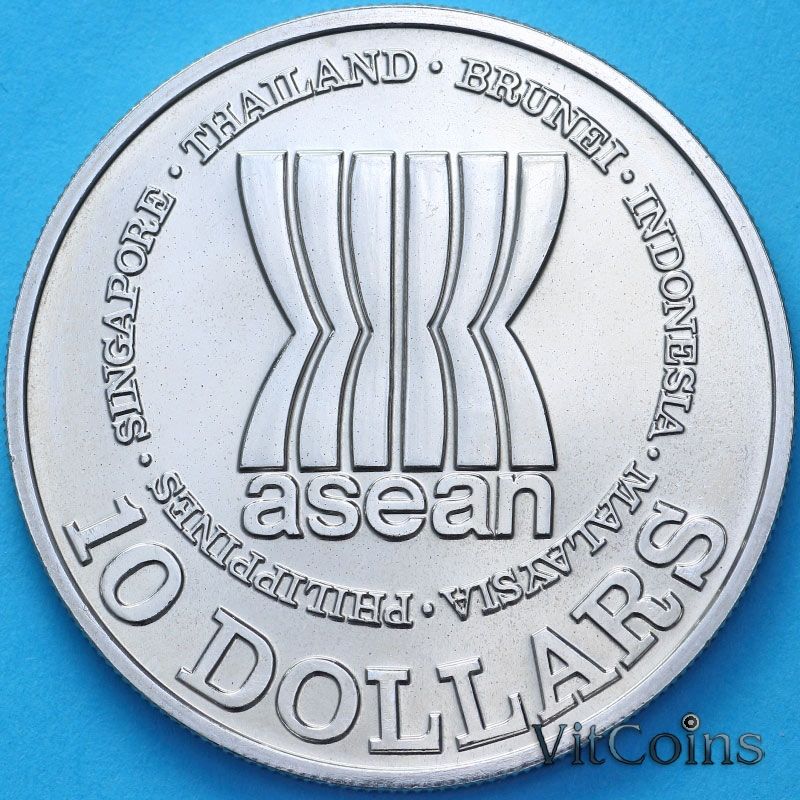 THAILAND · BRUNEI · INDONESIA · MALAYSIA · PHILIPPINES · SINGAPORE ·
asean
10 DOLLARS
VitCoins